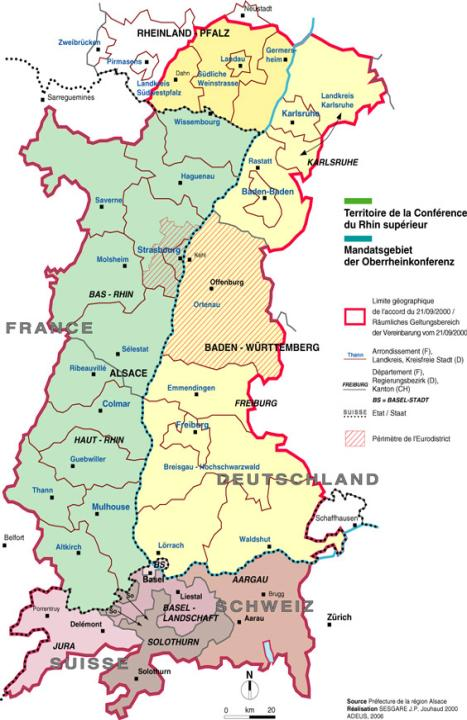 Neustadt
RHEINLAND - PFALZ
Zweibrücken
Pirmasens
Landau
Germers-
heim
Dahn
Südliche
Weinstrasse
Landkreis
Südwestpfalz
Sarreguemines
Landkreis
Karlsruhe
Wissembourg
Karlsruhe
Rastatt
KARLSRUHE
Haguenau
Baden-Baden
Saverne
Territoire de la Conférence
du Rhin supérieur
Mandatsgebiet
der Oberrheinkonferenz
Strasbourg
Kehl
Molsheim
Offenburg
Ortenau
BAS - RHIN
Limite géographique
de l'accord du 21/09/2000 /
Räumliches Geltungsbereich
der Vereinbarung vom 21/09/2000
FRANCE
Sélestat
BADEN - WÜRTTEMBERG
Thann
Arrondissement (F),
Landkreis, Kreisfreie Stadt (D)
Ribeauvillé
ALSACE
FREIBURG
Département (F),
Regierungsbezirk (D),
Kanton (CH)
BS = BASEL-STADT
Emmendingen
Colmar
FREIBURG
SUISSE
Etat / Staat
Freiburg
HAUT - RHIN
Périmètre de l'Eurodistrict
Guebwiller
Breisgau - Hochschwarzwald
DEUTSCHLAND
Thann
Mulhouse
Schaffhausen
Belfort
Altkirch
Lörrach
Waldshut
BS
Basel
AARGAU
So
Liestal
Brugg
Porrentruy
So
BASEL -
LANDSCHAFT
SCHWEIZ
Delémont
Aarau
Zürich
JURA
SOLOTHURN
SUISSE
Solothurn
N
0 km 20
Source Préfecture de la région Alsace
Réalisation SESGARE J.P. Jouhaud 2000
ADEUS, 2006